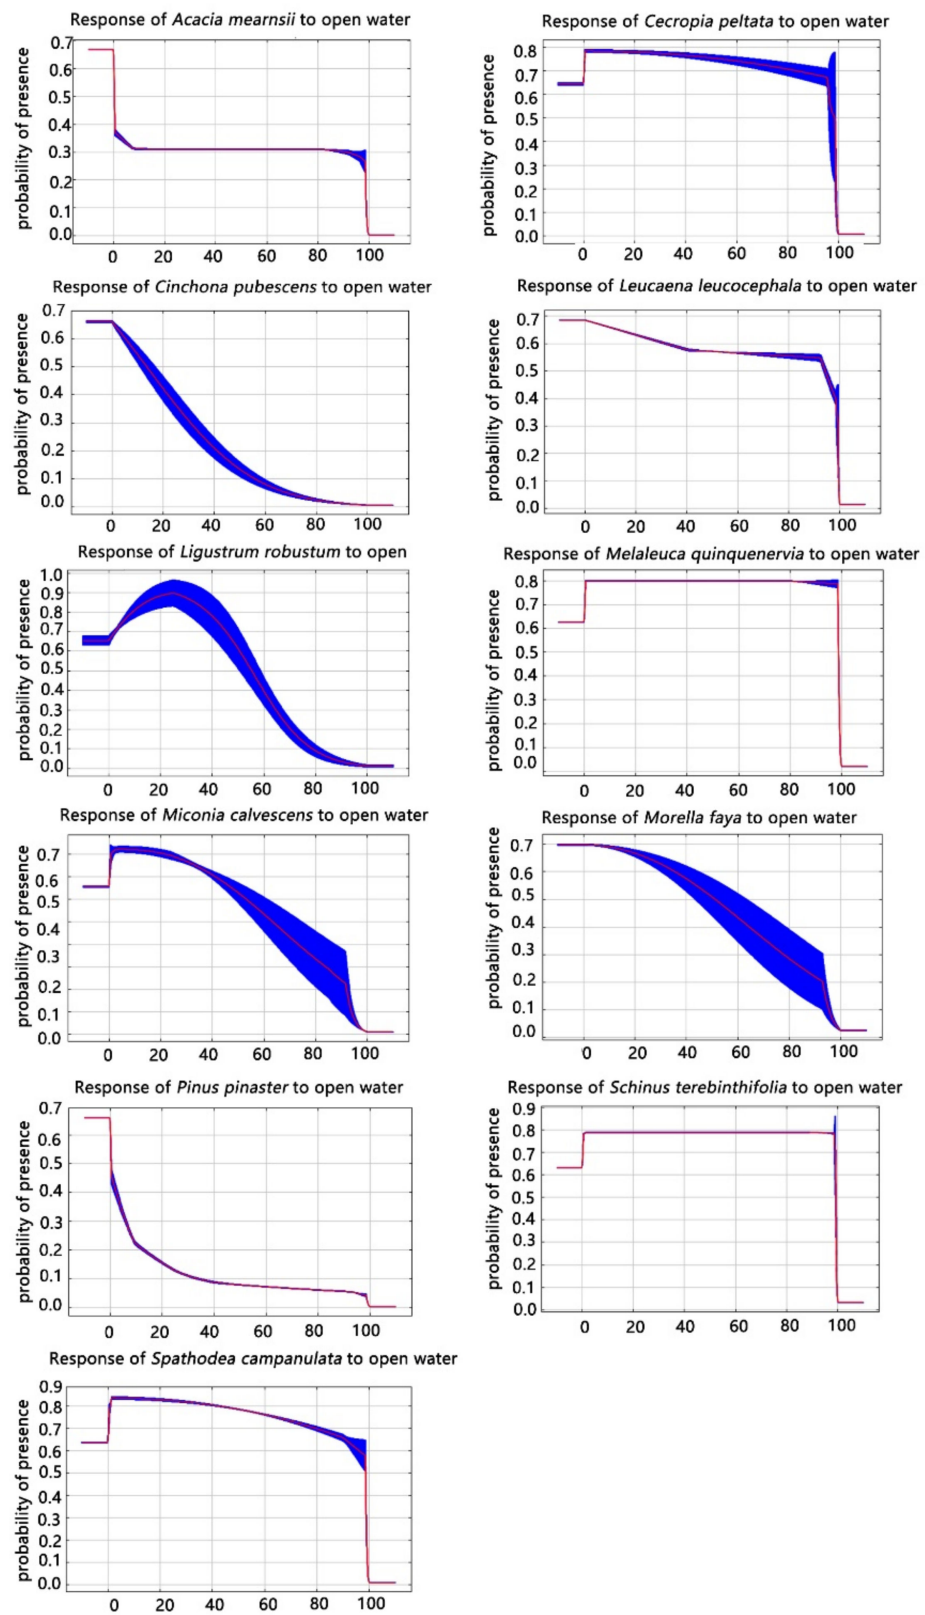 Response of Acacia mearnsii to open water
probability of presence
0.7
0.6
0.5
0.4
0.3
0.2
0.1
0.0
0 20 40 60 80 100
Response of Cecropia peltata to open water
probability of presence
0.8
0.7
0.6
0.5
0.4
0.3
0.2
0.1
0.0
0 20 40 60 80 100
Response of Cinchona pubescens to open water
probability of presence
0.7
0.6
0.5
0.4
0.3
0.2
0.1
0.0
0 20 40 60 80 100
Response of Leucaena leucocephala to open water
probability of presence
0.7
0.6
0.5
0.4
0.3
0.2
0.1
0.0
0 20 40 60 80 100
Response of Ligustrum robustum to open
probability of presence
1.0
0.9
0.8
0.7
0.6
0.5
0.4
0.3
0.2
0.1
0.0
0 20 40 60 80 100
Response of Melaleuca quinquenervia to open water
probability of presence
0.8
0.7
0.6
0.5
0.4
0.3
0.2
0.1
0.0
0 20 40 60 80 100
Response of Miconia calvescens to open water
probability of presence
0.7
0.6
0.5
0.4
0.3
0.2
0.1
0.0
0 20 40 60 80 100
Response of Morella faya to open water
probability of presence
0.7
0.6
0.5
0.4
0.3
0.2
0.1
0.0
0 20 40 60 80 100
Response of Pinus pinaster to open water
probability of presence
0.7
0.6
0.5
0.4
0.3
0.2
0.1
0.0
0 20 40 60 80 100
Response of Schinus terebinthifolia to open water
probability of presence
0.9
0.8
0.7
0.6
0.5
0.4
0.3
0.2
0.1
0.0
0 20 40 60 80 100
Response of Spathodea campanulata to open water
probability of presence
0.9
0.8
0.7
0.6
0.5
0.4
0.3
0.2
0.1
0.0
0 20 40 60 80 100